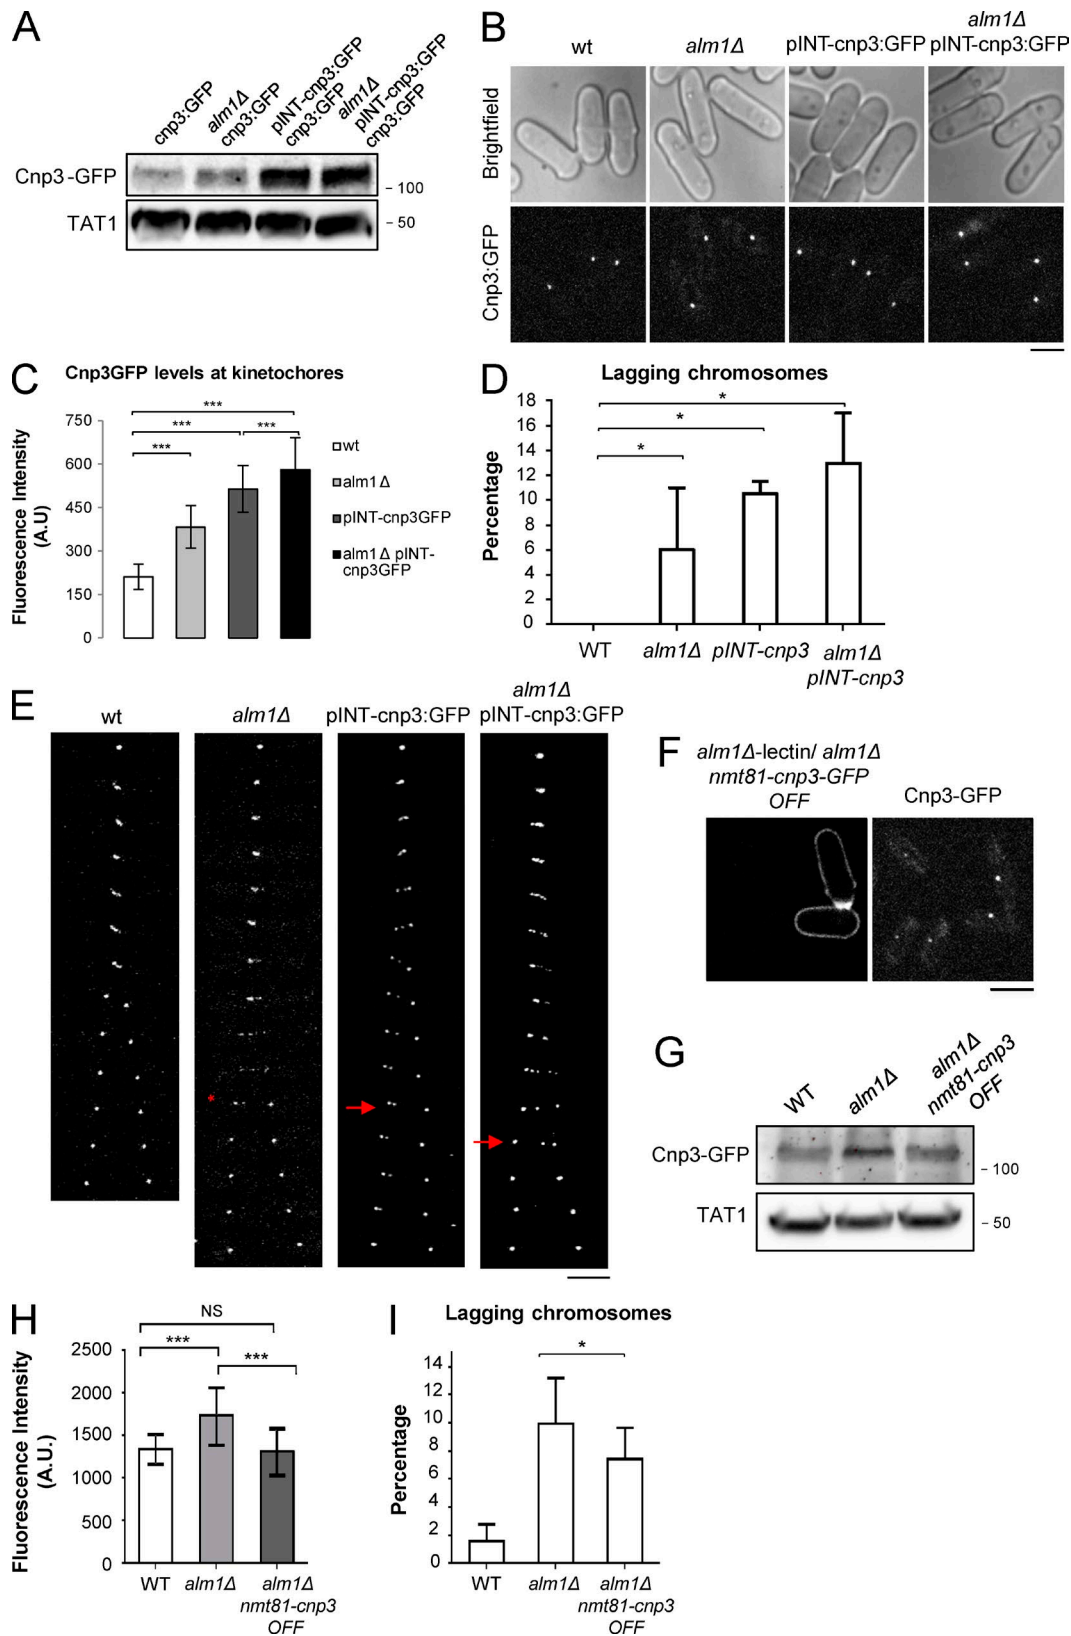 A
cnp3:GFP
alm1Δ
cnp3:GFP
pINT-cnp3:GFP
cnp3:GFP
alm1Δ
pINT-cnp3:GFP
cnp3:GFP
Cnp3-GFP
- 100
TAT1
- 50
B
wt
alm1Δ
pINT-cnp3:GFP
alm1Δ
pINT-cnp3:GFP
Brightfield
Cnp3:GFP
C
Cnp3GFP levels at kinetochores
Fluorescence Intensity
(A.U)
750
600
450
300
150
0
***
***
***
***
wt
alm1Δ
pINT-cnp3GFP
alm1Δ pINT-
cnp3GFP
D
Lagging chromosomes
Percentage
18
16
14
12
10
8
6
4
2
0
*
*
*
WT
alm1Δ
pINT-cnp3
alm1Δ
pINT-cnp3
E
wt
alm1Δ
pINT-cnp3:GFP
alm1Δ
pINT-cnp3:GFP
*
F
alm1Δ-lectin/ alm1Δ
nmt81-cnp3-GFP
OFF
Cnp3-GFP
G
WT
alm1Δ
alm1Δ
nmt81-cnp3
OFF
Cnp3-GFP
- 100
TAT1
- 50
H
Fluorescence Intensity
(A.U.)
2500
2000
1500
1000
500
0
NS
***
***
WT
alm1Δ
alm1Δ
nmt81-cnp3
OFF
I
Lagging chromosomes
Percentage
14
12
10
8
6
4
2
0
*
WT
alm1Δ
alm1Δ
nmt81-cnp3
OFF